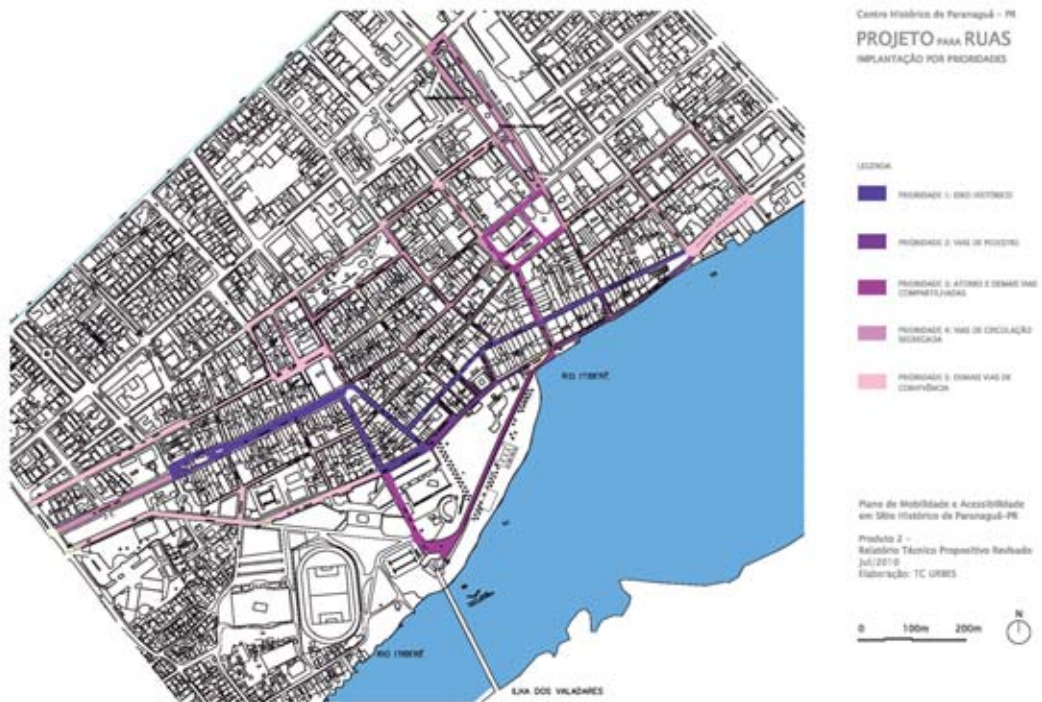 Centro Histórico de Paranaguá - PR
PROJETO PARA RUAS
IMPLANTAÇÃO POR PRIORIDADES
LEGENDA
PRIORIDADE 1: EIXO HISTÓRICO
PRIORIDADE 2: VIAS DE PEDESTRE
PRIORIDADE 3: ÁTORIO E DEMAIS VIAS
COMPARTILHADAS
PRIORIDADE 4: VIAS DE CIRCULAÇÃO
SEGREGADA
PRIORIDADE 5: DEMAIS VIAS DE
CONVIVÊNCIA
RIO ITIBERÊ
RIO ITIBERÊ
ILHA DOS VALADARES
Plano de Mobilidade e Acessibilidade
em Sítio Histórico de Paranaguá-PR
Produto 2 -
Relatório Técnico Propositivo Revisado
Jul/2010
Elaboração: TC URBES
0 100m 200m
N